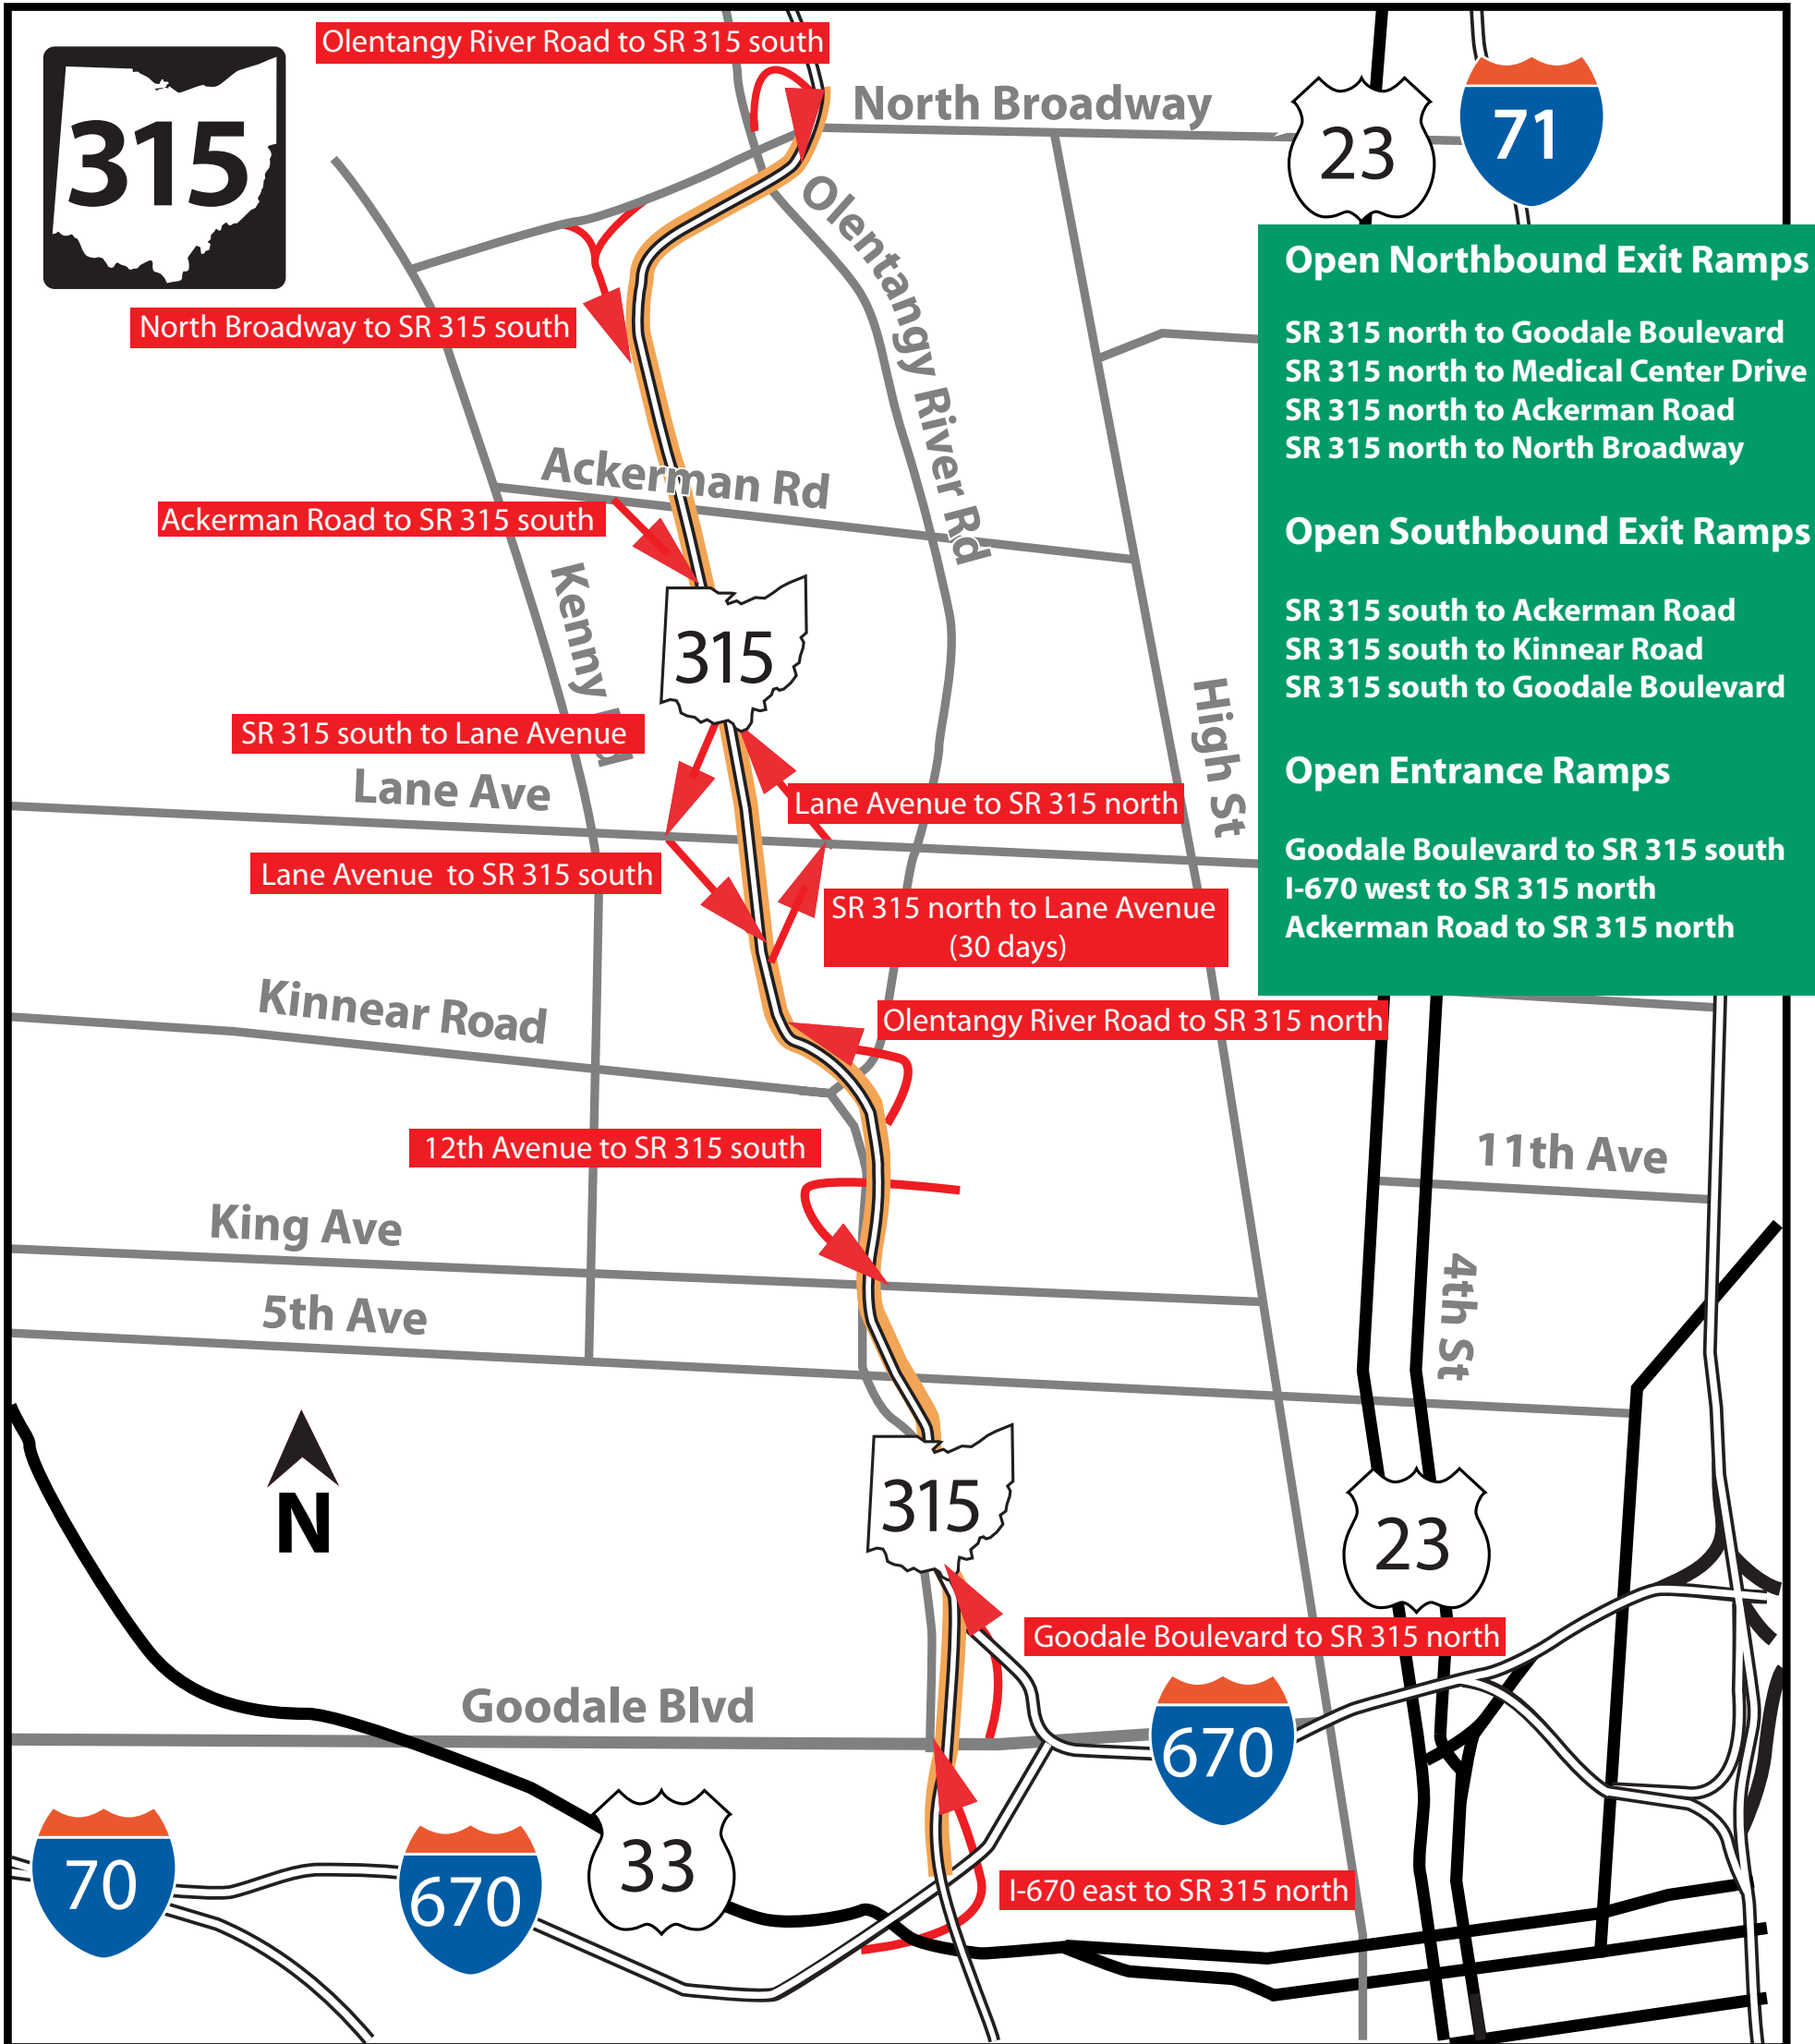 Olentangy River Road to SR 315 south
315
North Broadway
23
71
Olentangy River Rd
North Broadway to SR 315 south
Open Northbound Exit Ramps
SR 315 north to Goodale Boulevard
SR 315 north to Medical Center Drive
SR 315 north to Ackerman Road
SR 315 north to North Broadway
Open Southbound Exit Ramps
SR 315 south to Ackerman Road
SR 315 south to Kinnear Road
SR 315 south to Goodale Boulevard
Open Entrance Ramps
Goodale Boulevard to SR 315 south
I-670 west to SR 315 north
Ackerman Road to SR 315 north
Ackerman Rd
Ackerman Road to SR 315 south
Kenny Rd
315
High St
SR 315 south to Lane Avenue
Lane Ave
Lane Avenue to SR 315 north
Lane Avenue to SR 315 south
SR 315 north to Lane Avenue
(30 days)
Kinnear Road
Olentangy River Road to SR 315 north
12th Avenue to SR 315 south
11th Ave
King Ave
5th Ave
4th St
N
315
23
Goodale Boulevard to SR 315 north
Goodale Blvd
670
70
670
33
I-670 east to SR 315 north